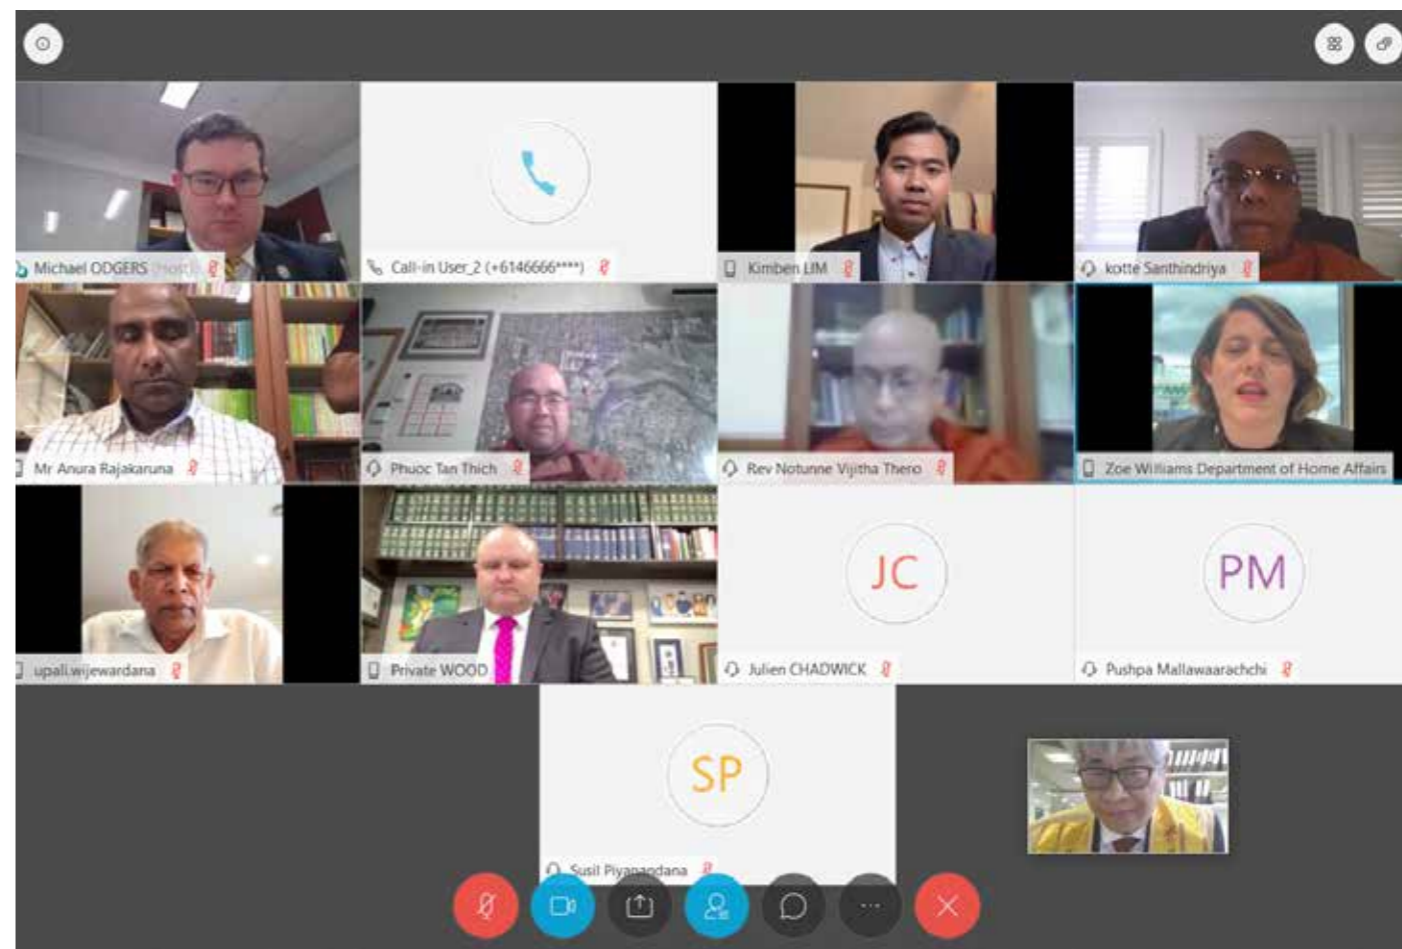 Michael ODGERS (Host)
Call-in User_2 (+6146666****)
Kimben LIM
kotte Santhindriya
Mr Anura Rajakaruna
Phuoc Tan Thich
Rev Notunne Vijitha Thero
Zoe Williams Department of Home Affairs
upali.wijewardana
Private WOOD
JC
Julien CHADWICK
PM
Pushpa Mallawaarachchi
SP
Susil Piyanandana